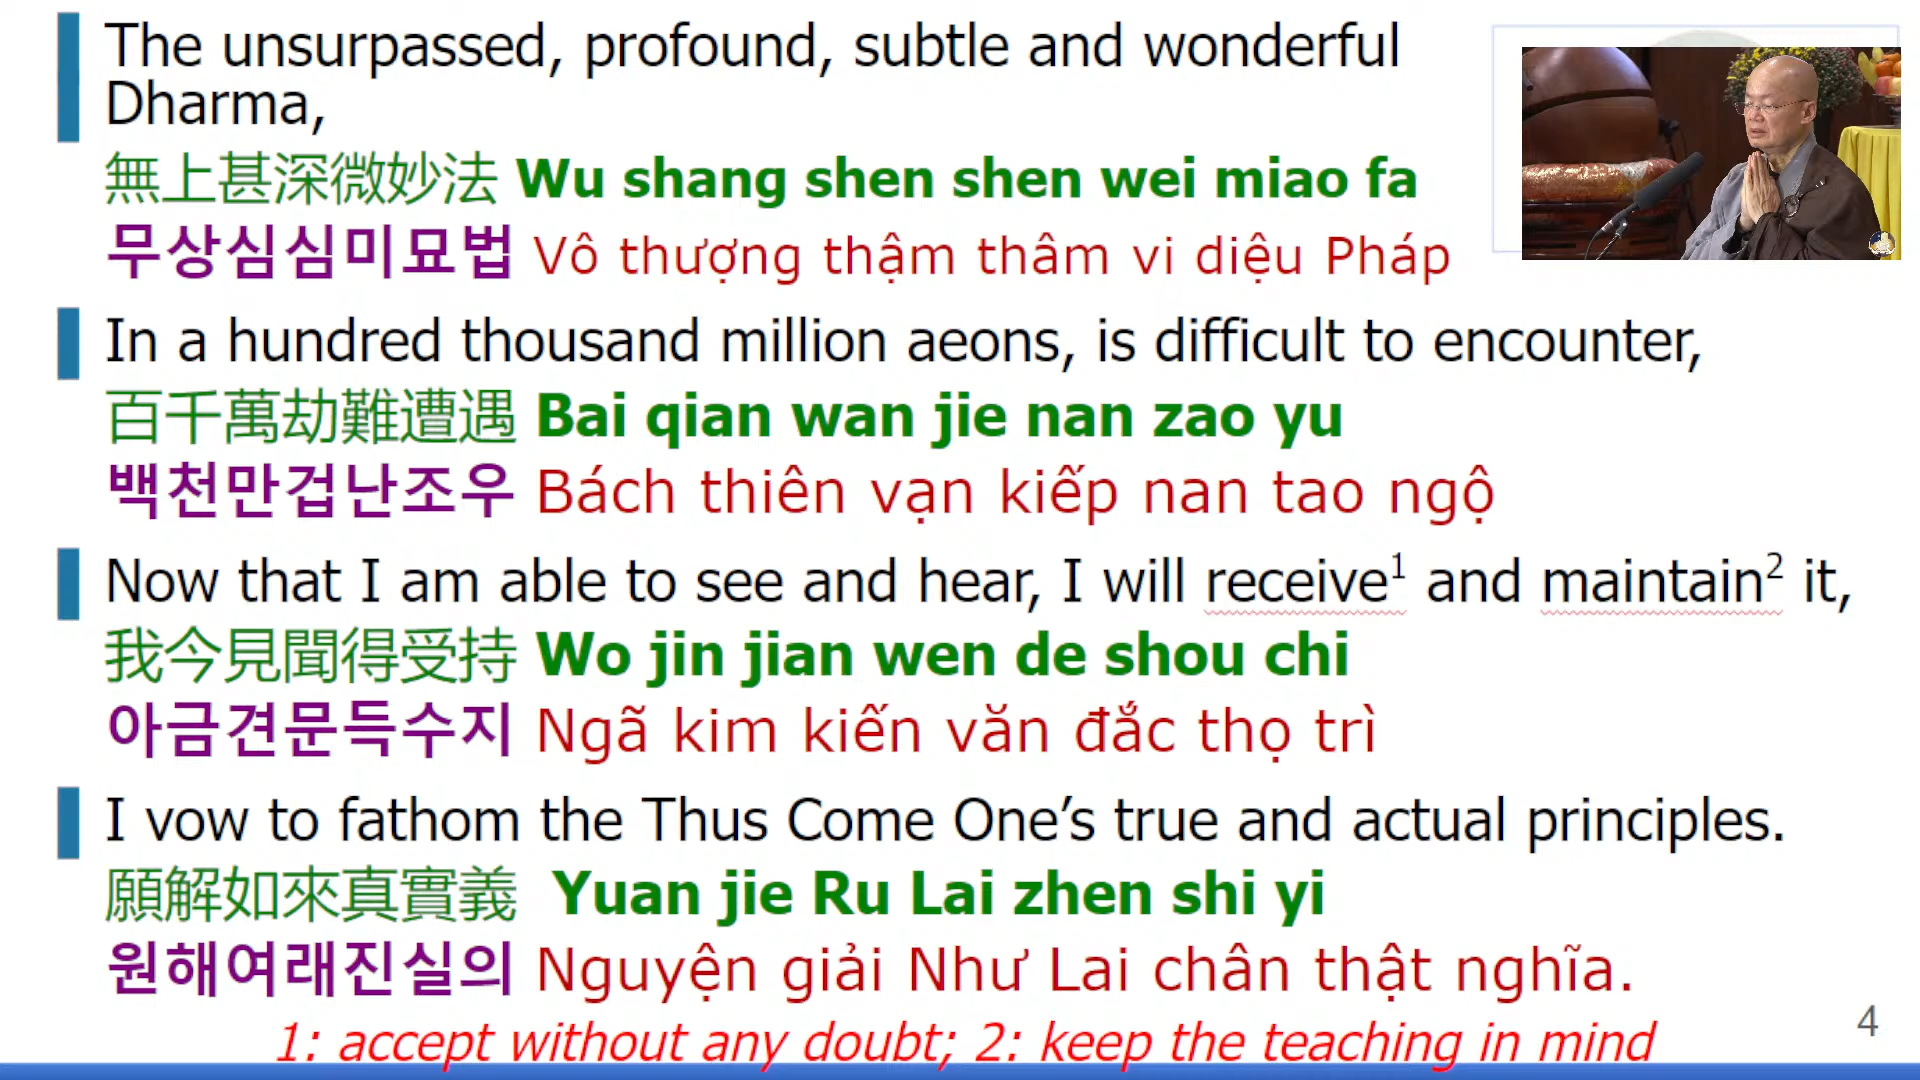 The unsurpassed, profound, subtle and wonderful
Dharma,
無上甚深微妙法 Wu shang shen shen wei miao fa
무상심심미묘법 Vô thượng thậm thâm vi diệu Pháp
In a hundred thousand million aeons, is difficult to encounter,
百千萬劫難遭遇 Bai qian wan jie nan zao yu
백천만겁난조우 Bách thiên vạn kiếp nan tao ngộ
Now that I am able to see and hear, I will receive¹ and maintain² it,
我今見聞得受持 Wo jin jian wen de shou chi
아금견문득수지 Ngã kim kiến văn đắc thọ trì
I vow to fathom the Thus Come One’s true and actual principles.
願解如來真實義 Yuan jie Ru Lai zhen shi yi
원해여래진실의 Nguyện giải Như Lai chân thật nghĩa.
1: accept without any doubt; 2: keep the teaching in mind
4